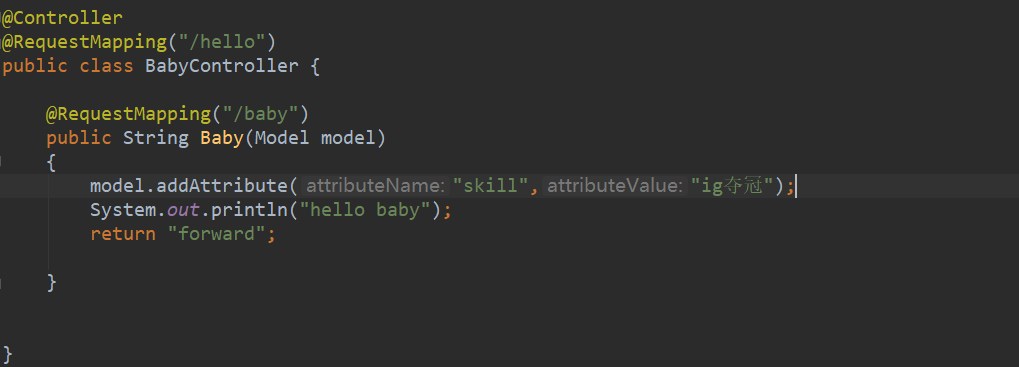 @Controller
@RequestMapping("/hello")
public class BabyController {
@RequestMapping("/baby")
public String Baby(Model model)
{
model.addAttribute( attributeName: "skill", attributeValue: "ig夺冠");
System.out.println("hello baby");
return "forward";
}
}